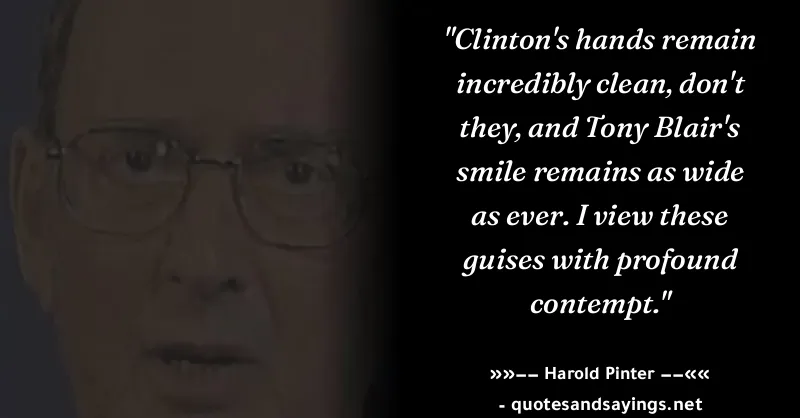 "Clinton's hands remain
incredibly clean, don't
they, and Tony Blair's
smile remains as wide
as ever. I view these
guises with profound
contempt."
»»−− Harold Pinter −−««
- quotesandsayings.net